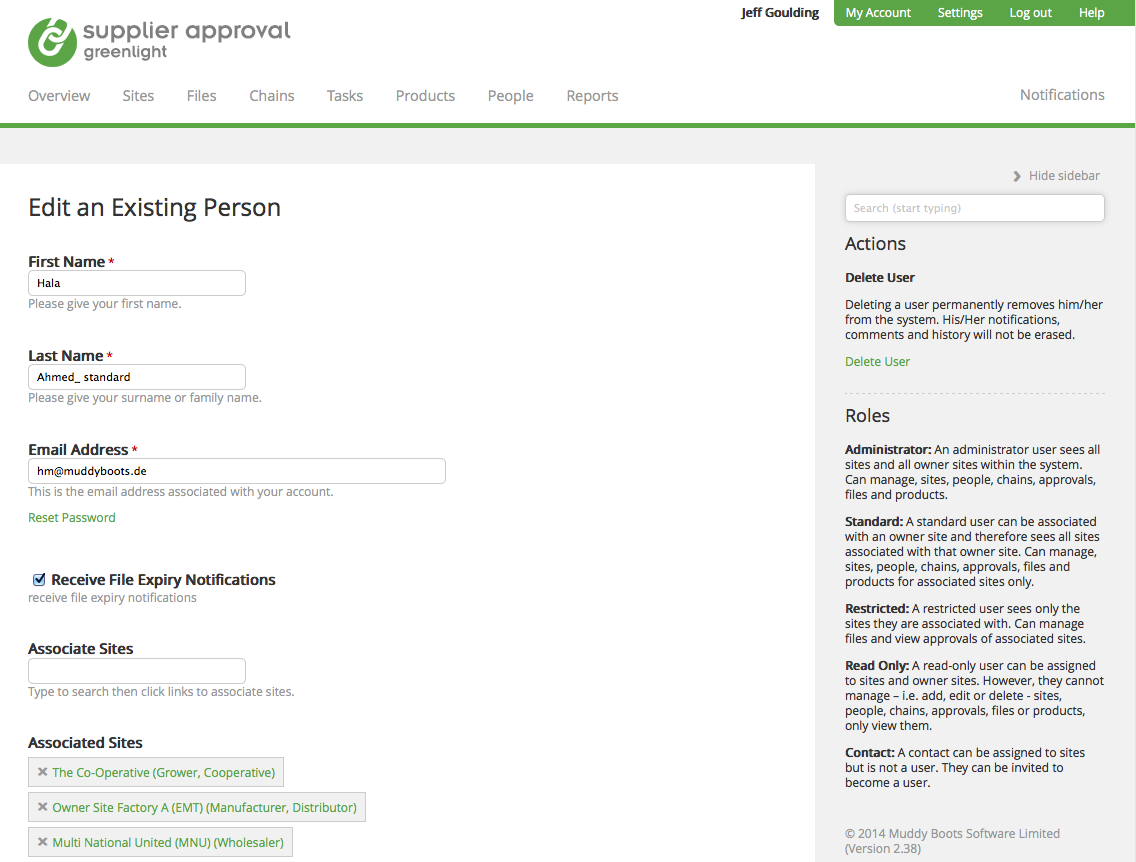 Jeff Goulding
My Account Settings Log out Help
supplier approval
greenlight
Overview Sites Files Chains Tasks Products People Reports
Notifications
Edit an Existing Person
First Name *
Hala
Please give your first name.
Last Name *
Ahmed_ standard
Please give your surname or family name.
Email Address *
hm@muddyboots.de
This is the email address associated with your account.
Reset Password
Receive File Expiry Notifications
receive file expiry notifications
Associate Sites
Type to search then click links to associate sites.
Associated Sites
The Co-Operative (Grower, Cooperative)
Owner Site Factory A (EMT) (Manufacturer, Distributor)
Multi National United (MNU) (Wholesaler)
Hide sidebar
Search (start typing)
Actions
Delete User
Deleting a user permanently removes him/her
from the system. His/Her notifications,
comments and history will not be erased.
Delete User
Roles
Administrator: An administrator user sees all
sites and all owner sites within the system.
Can manage, sites, people, chains, approvals,
files and products.
Standard: A standard user can be associated
with an owner site and therefore sees all sites
associated with that owner site. Can manage,
sites, people, chains, approvals, files and
products for associated sites only.
Restricted: A restricted user sees only the
sites they are associated with. Can manage
files and view approvals of associated sites.
Read Only: A read-only user can be assigned
to sites and owner sites. However, they cannot
manage – i.e. add, edit or delete - sites,
people, chains, approvals, files or products,
only view them.
Contact: A contact can be assigned to sites
but is not a user. They can be invited to
become a user.
© 2014 Muddy Boots Software Limited
(Version 2.38)